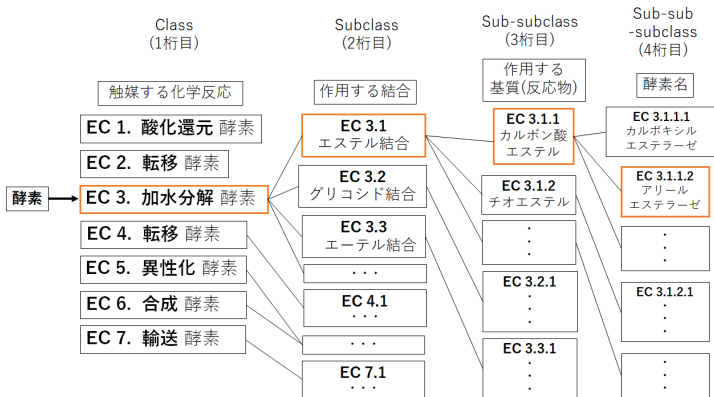 Class
(1桁目)
Subclass
(2桁目)
Sub-subclass
(3桁目)
Sub-sub
-subclass
(4桁目)
触媒する化学反応
作用する結合
作用する
基質(反応物)
酵素名
酵素
EC 1. 酸化還元 酵素
EC 2. 転移 酵素
EC 3. 加水分解 酵素
EC 4. 転移 酵素
EC 5. 異性化 酵素
EC 6. 合成 酵素
EC 7. 輸送 酵素
EC 3.1
エステル結合
EC 3.2
グリコシド結合
EC 3.3
エーテル結合
・・・
EC 4.1
・・・
・・・
EC 7.1
・・・
EC 3.1.1
カルボン酸
エステル
EC 3.1.2
チオエステル
・
・
・
EC 3.2.1
・
・
・
EC 3.3.1
・
・
・
EC 3.1.1.1
カルボキシル
エステラーゼ
EC 3.1.1.2
アリール
エステラーゼ
・
・
・
EC 3.1.2.1
・
・
・
・
・
・